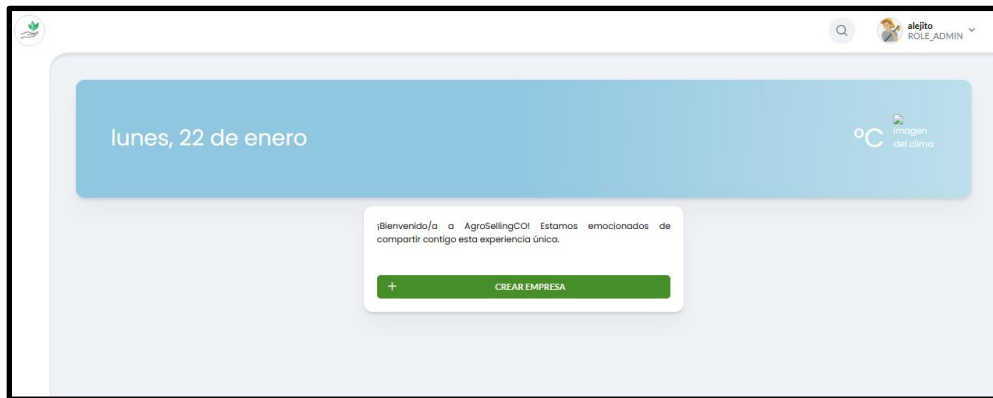 alejito
ROLE_ADMIN
lunes, 22 de enero
°C
Imagen
del clima
¡Bienvenido/a a AgroSellingCO! Estamos emocionados de
compartir contigo esta experiencia única.
+ CREAR EMPRESA